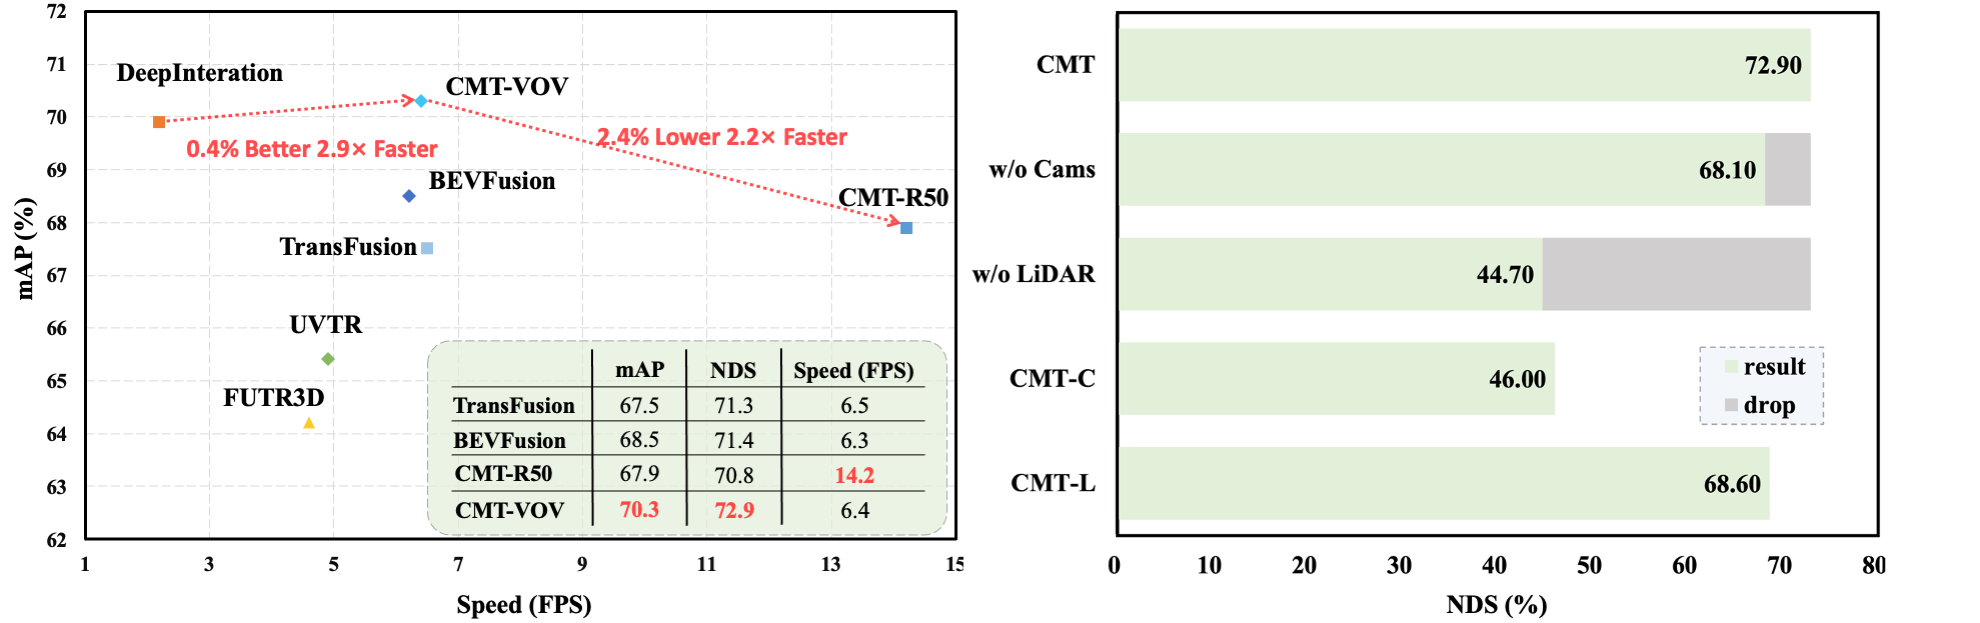 72
71
70
69
68
67
66
65
64
63
62
mAP (%)
DeepInteration
CMT-VOV
0.4% Better 2.9× Faster
2.4% Lower 2.2× Faster
BEVFusion
CMT-R50
TransFusion
UVTR
FUTR3D
mAP NDS Speed (FPS)
TransFusion 67.5 71.3 6.5
BEVFusion 68.5 71.4 6.3
CMT-R50 67.9 70.8 14.2
CMT-VOV 70.3 72.9 6.4
1 3 5 7 9 11 13 15
Speed (FPS)
CMT 72.90
w/o Cams 68.10
w/o LiDAR 44.70
CMT-C 46.00
CMT-L 68.60
result
drop
0 10 20 30 40 50 60 70 80
NDS (%)